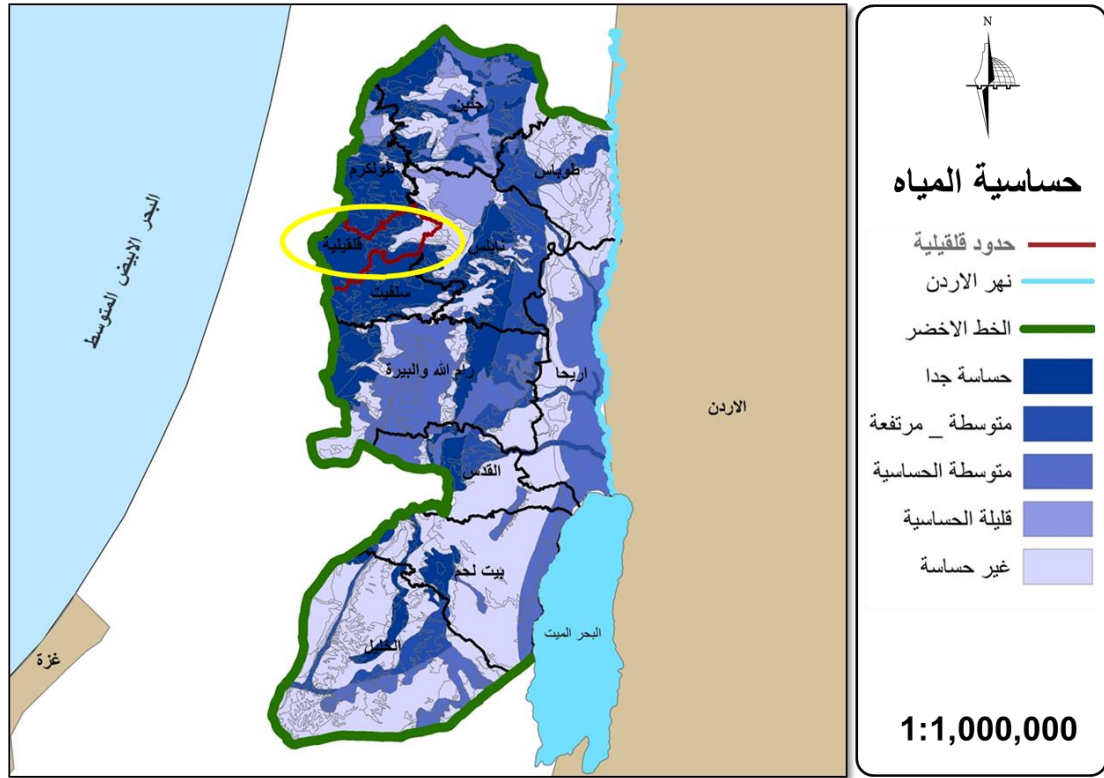 جنين
طولكرم
طوباس
قلقيلية
نابلس
سلفيت
رام الله والبيرة
اريحا
القدس
بيت لحم
الخليل
البحر الابيض المتوسط
غزة
البحر الميت
الاردن
N
حساسية المياه
حدود قلقيلية
نهر الاردن
الخط الاخضر
حساسة جدا
متوسطة _ مرتفعة
متوسطة الحساسية
قليلة الحساسية
غير حساسة
1:1,000,000